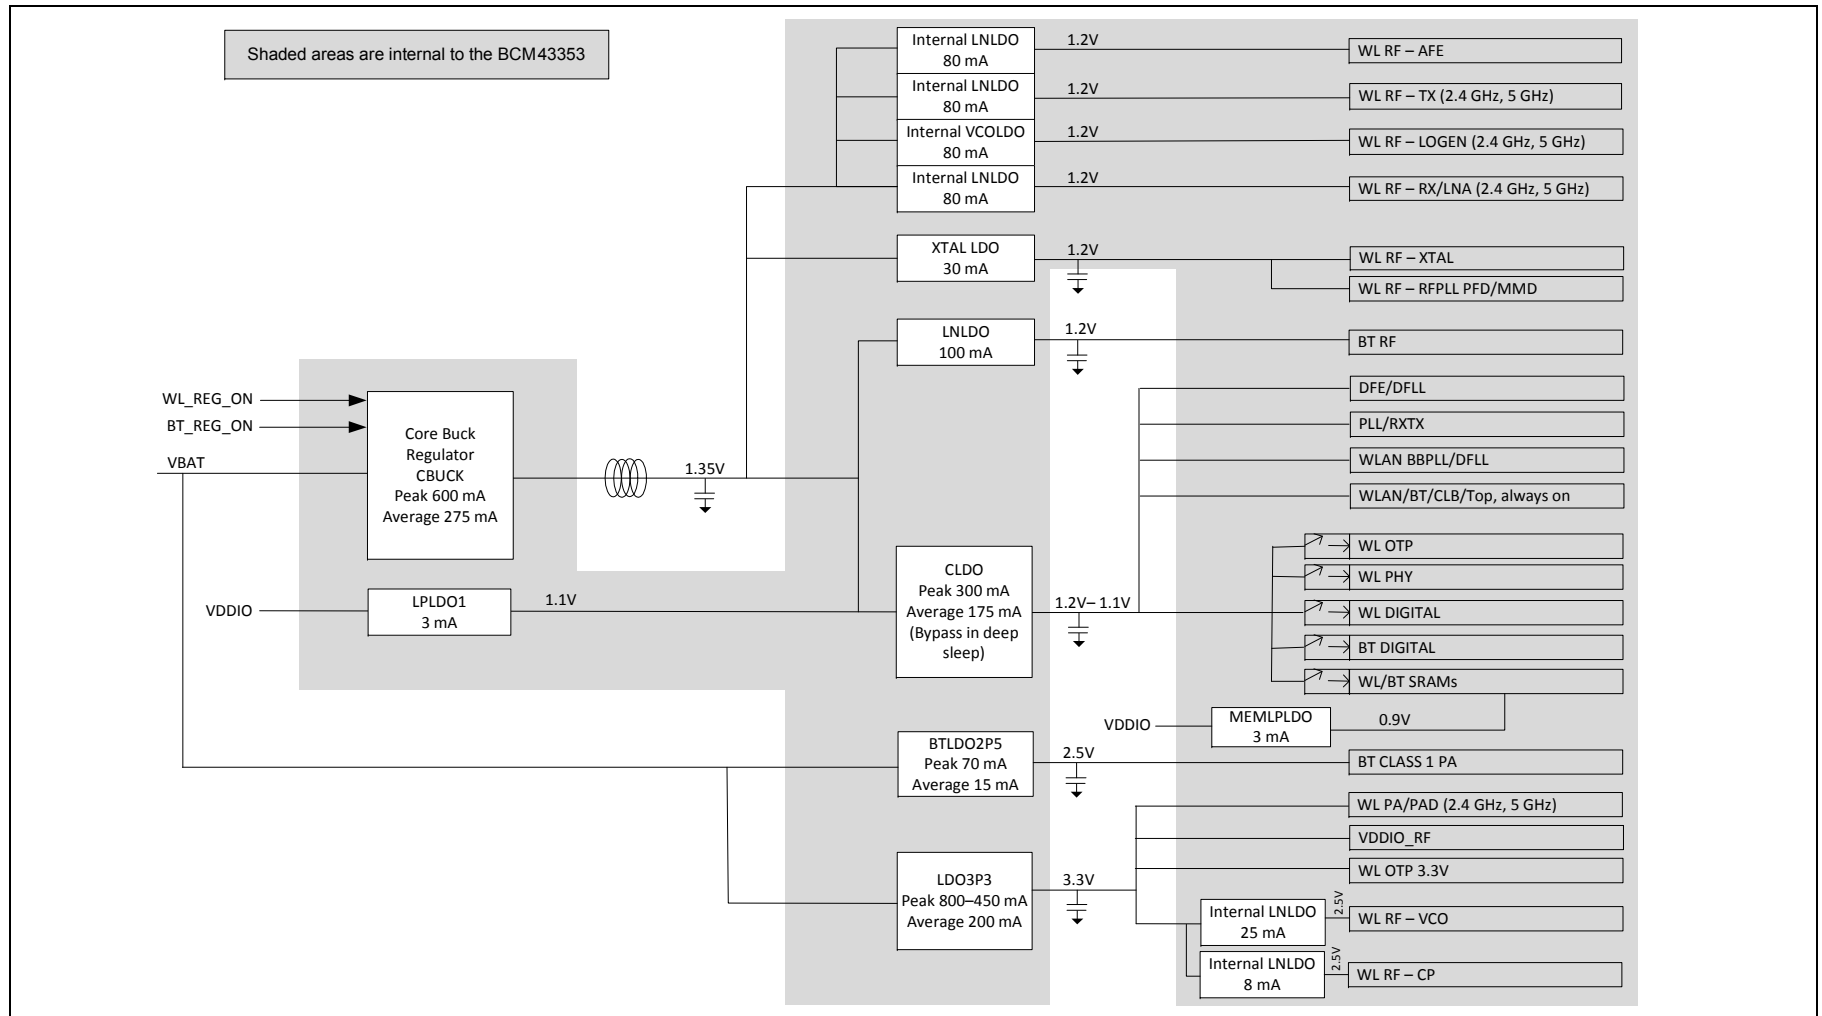 Shaded areas are internal to the BCM43353
Internal LNLDO
80 mA
1.2V
WL RF – AFE
Internal LNLDO
80 mA
1.2V
WL RF – TX (2.4 GHz, 5 GHz)
Internal VCOLDO
80 mA
1.2V
WL RF – LOGEN (2.4 GHz, 5 GHz)
Internal LNLDO
80 mA
1.2V
WL RF – RX/LNA (2.4 GHz, 5 GHz)
XTAL LDO
30 mA
1.2V
WL RF – XTAL
WL RF – RFPLL PFD/MMD
LNLDO
100 mA
1.2V
BT RF
WL_REG_ON
BT_REG_ON
VBAT
Core Buck
Regulator
CBUCK
Peak 600 mA
Average 275 mA
1.35V
DFE/DFLL
PLL/RXTX
WLAN BBPLL/DFLL
WLAN/BT/CLB/Top, always on
VDDIO
LPLDO1
3 mA
1.1V
CLDO
Peak 300 mA
Average 175 mA
(Bypass in deep
sleep)
1.2V– 1.1V
WL OTP
WL PHY
WL DIGITAL
BT DIGITAL
WL/BT SRAMs
VDDIO
MEMLPLDO
3 mA
0.9V
BTLDO2P5
Peak 70 mA
Average 15 mA
2.5V
BT CLASS 1 PA
LDO3P3
Peak 800–450 mA
Average 200 mA
3.3V
WL PA/PAD (2.4 GHz, 5 GHz)
VDDIO_RF
WL OTP 3.3V
Internal LNLDO
25 mA
2.5V
WL RF – VCO
Internal LNLDO
8 mA
2.5V
WL RF – CP